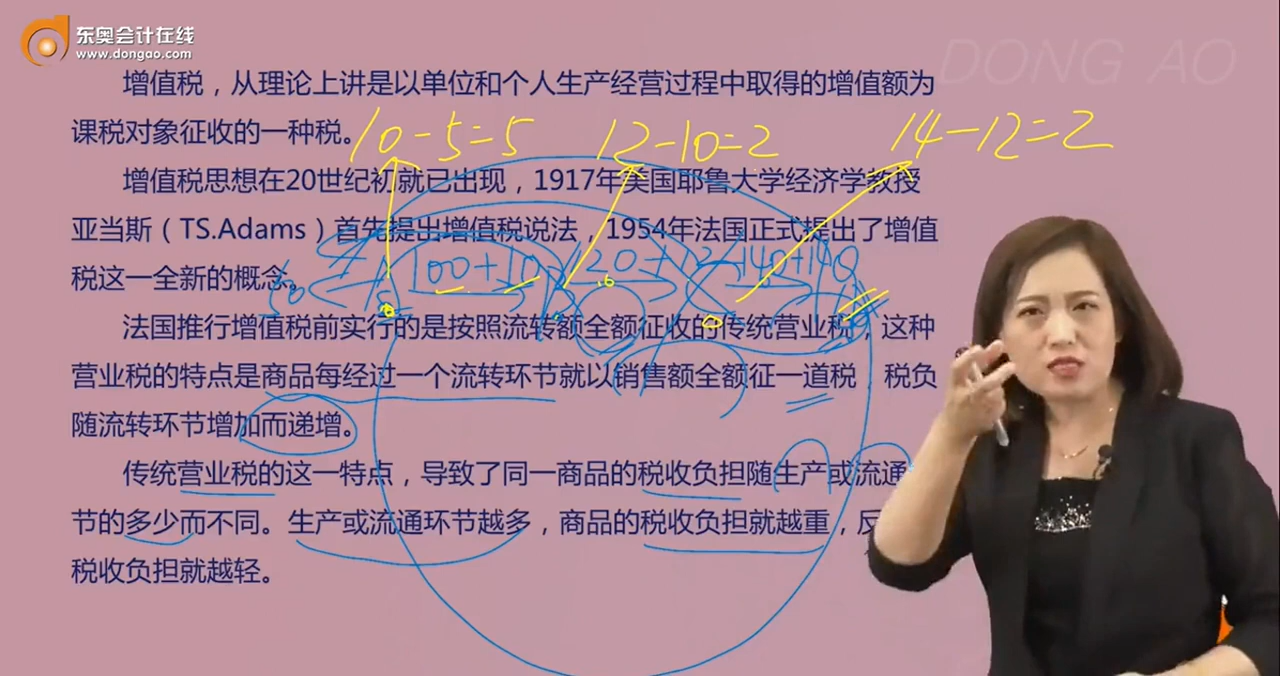 东奥会计在线
www.dongao.com
DONG AO
增值税，从理论上讲是以单位和个人生产经营过程中取得的增值额为
课税对象征收的一种税。
10-5=5 12-10=2 14-12=2
增值税思想在20世纪初就已出现，1917年美国耶鲁大学经济学教授
亚当斯（TS.Adams）首先提出增值税说法，1954年法国正式提出了增值
税这一全新的概念。
50 100+10 120+12 140+14
法国推行增值税前实行的是按照流转额全额征收的传统营业税，这种
营业税的特点是商品每经过一个流转环节就以销售额全额征一道税 税负
随流转环节增加而递增。
传统营业税的这一特点，导致了同一商品的税收负担随生产或流通
节的多少而不同。生产或流通环节越多，商品的税收负担就越重，反
税收负担就越轻。